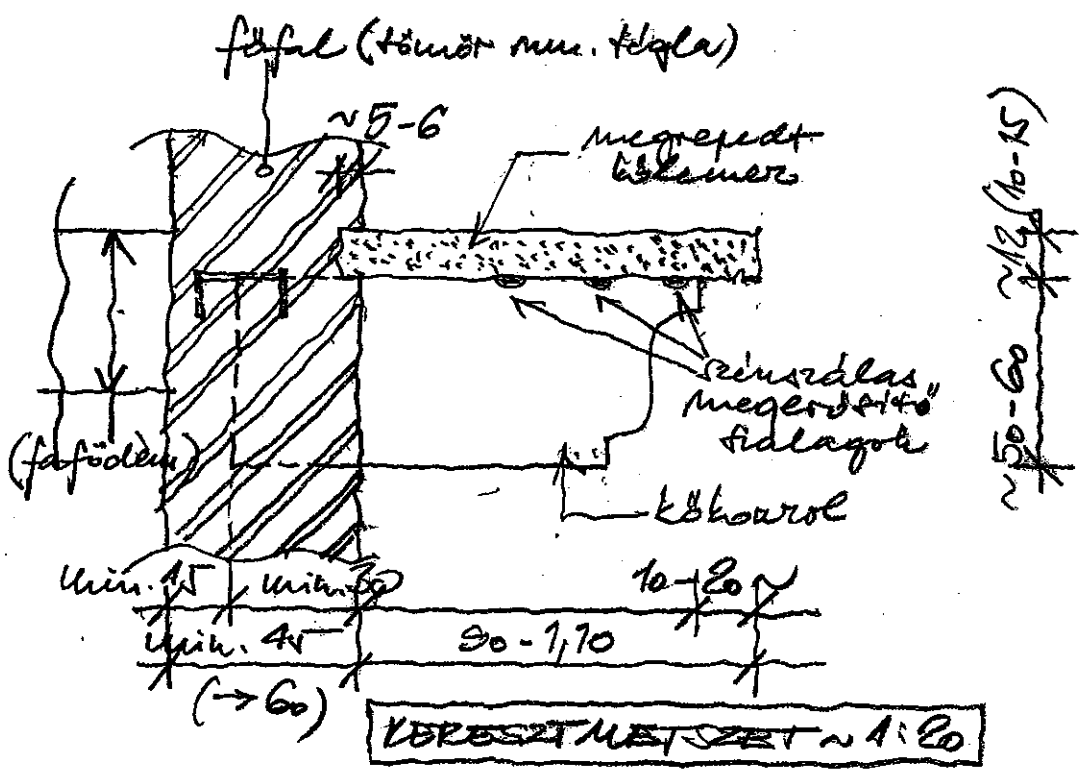 főfal (tömör nm. tégla)
~5-6
megrepedt
kőlemez
~12 (10-15)
szénszálas
megerősítő
szalagok
~50-60
(fafödém)
kőkonzol
min. 15
min. 30
10-20
min. 45
90-1,10
(→60)
KERESZTMETSZET ~ 1:20